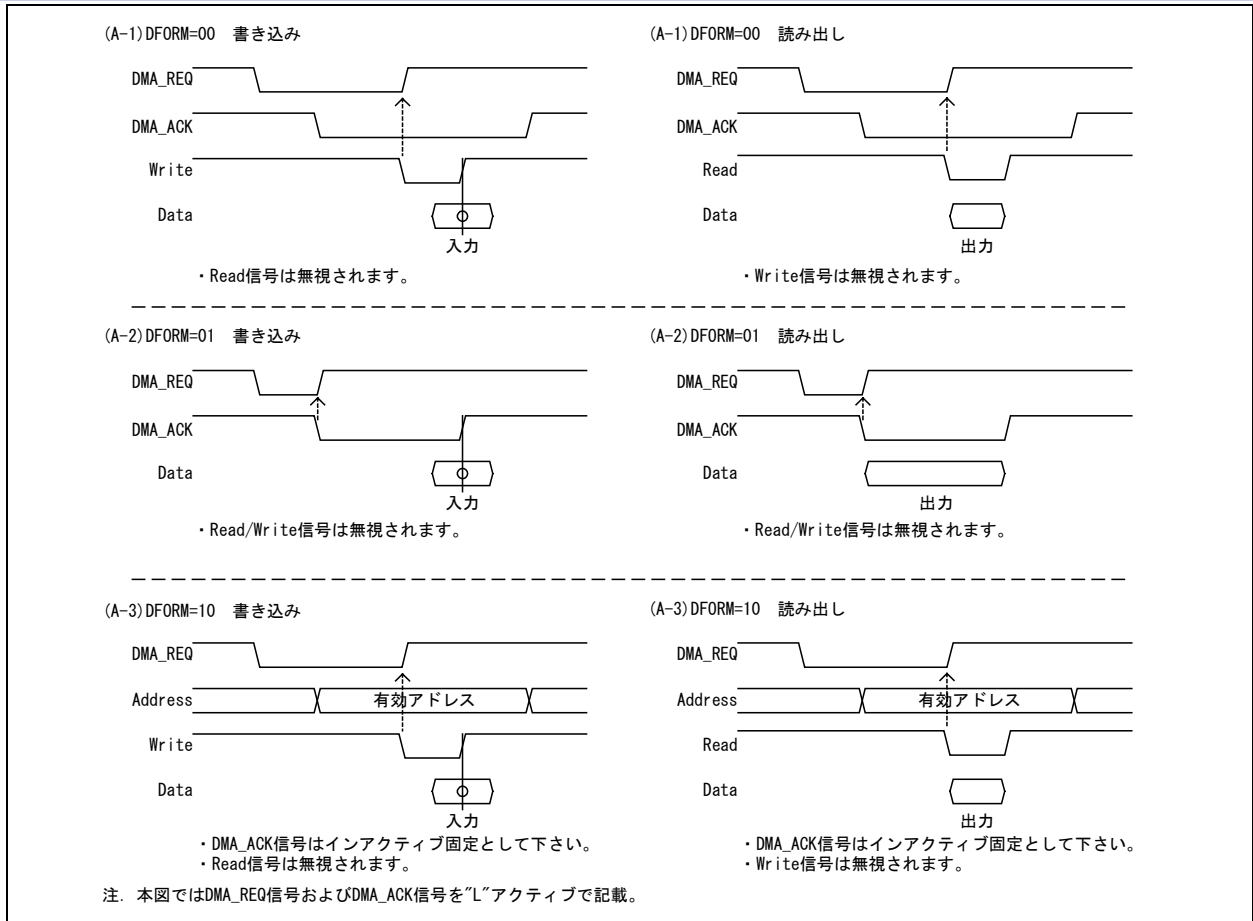 (A-1)DFORM=00 書き込み
DMA_REQ
DMA_ACK
Write
Data
入力
・Read信号は無視されます。
(A-1)DFORM=00 読み出し
DMA_REQ
DMA_ACK
Read
Data
出力
・Write信号は無視されます。
(A-2)DFORM=01 書き込み
DMA_REQ
DMA_ACK
Data
入力
・Read/Write信号は無視されます。
(A-2)DFORM=01 読み出し
DMA_REQ
DMA_ACK
Data
出力
・Read/Write信号は無視されます。
(A-3)DFORM=10 書き込み
DMA_REQ
Address
有効アドレス
Write
Data
入力
・DMA_ACK信号はインアクティブ固定として下さい。
・Read信号は無視されます。
(A-3)DFORM=10 読み出し
DMA_REQ
Address
有効アドレス
Read
Data
出力
・DMA_ACK信号はインアクティブ固定として下さい。
・Write信号は無視されます。
注. 本図ではDMA_REQ信号およびDMA_ACK信号を"L"アクティブで記載。